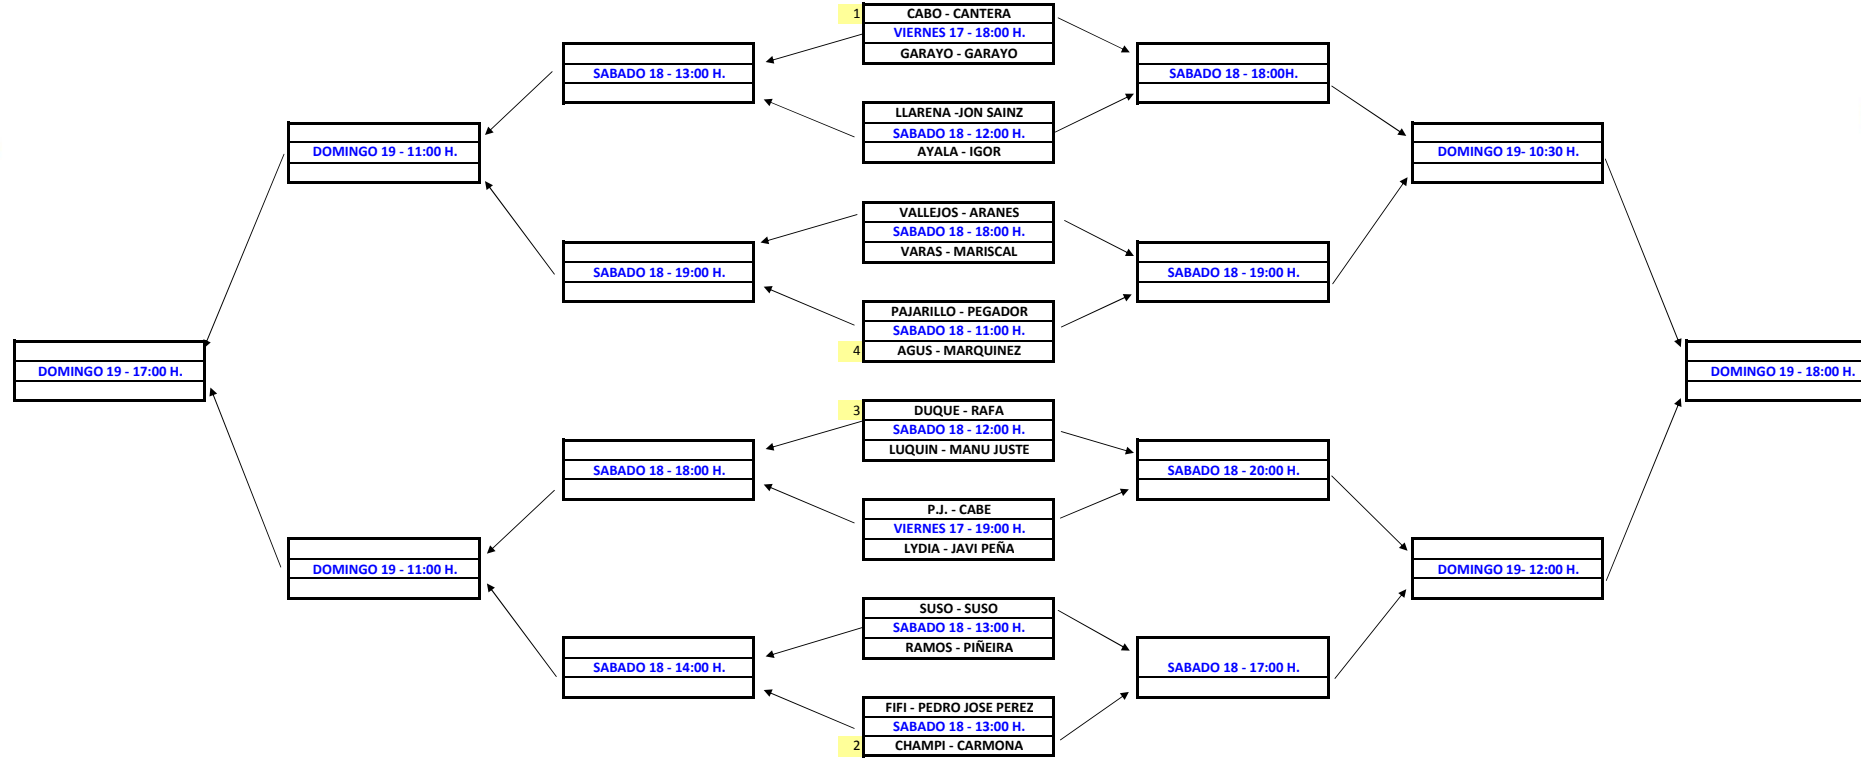 1 CABO - CANTERA
VIERNES 17 - 18:00 H.
GARAYO - GARAYO
SABADO 18 - 13:00 H.
SABADO 18 - 18:00H.
LLARENA -JON SAINZ
SABADO 18 - 12:00 H.
AYALA - IGOR
DOMINGO 19 - 11:00 H.
DOMINGO 19- 10:30 H.
VALLEJOS - ARANES
SABADO 18 - 18:00 H.
VARAS - MARISCAL
SABADO 18 - 19:00 H.
SABADO 18 - 19:00 H.
PAJARILLO - PEGADOR
SABADO 18 - 11:00 H.
4 AGUS - MARQUINEZ
DOMINGO 19 - 17:00 H.
DOMINGO 19 - 18:00 H.
3 DUQUE - RAFA
SABADO 18 - 12:00 H.
LUQUIN - MANU JUSTE
SABADO 18 - 18:00 H.
SABADO 18 - 20:00 H.
P.J. - CABE
VIERNES 17 - 19:00 H.
LYDIA - JAVI PEÑA
DOMINGO 19 - 11:00 H.
DOMINGO 19- 12:00 H.
SUSO - SUSO
SABADO 18 - 13:00 H.
RAMOS - PIÑEIRA
SABADO 18 - 14:00 H.
SABADO 18 - 17:00 H.
FIFI - PEDRO JOSE PEREZ
SABADO 18 - 13:00 H.
2 CHAMPI - CARMONA